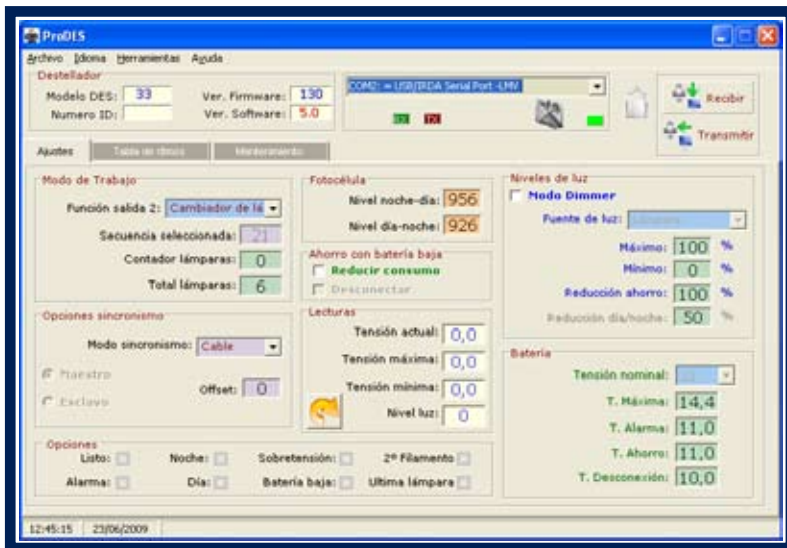 ProDES
Archivo Idioma Herramientas Ayuda
Destellador
Modelo DES: 33
Ver. Firmware: 130
Numero ID:
Ver. Software: 5.0
COM2: = USB/IRDA Serial Port -LMV
RX TX
Recibir
Transmitir
Ajustes
Tabla de ritmos
Mantenimiento
Modo de Trabajo
Función salida 2: Cambiador de lá
Secuencia seleccionada: 21
Contador lámparas: 0
Total lámparas: 6
Fotocélula
Nivel noche-día: 956
Nivel día-noche: 926
Ahorro con batería baja
Reducir consumo
Desconectar
Niveles de luz
Modo Dimmer
Fuente de luz: Lámpara
Máximo: 100 %
Mínimo: 0 %
Reducción ahorro: 100 %
Reducción día/noche: 50 %
Opciones sincronismo
Modo sincronismo: Cable
Maestro
Esclavo
Offset: 0
Lecturas
Tensión actual: 0,0
Tensión máxima: 0,0
Tensión mínima: 0,0
Nivel luz: 0
Batería
Tensión nominal:
T. Máxima: 14,4
T. Alarma: 11,0
T. Ahorro: 11,0
T. Desconexión: 10,0
Opciones
Listo: Noche: Sobretensión: 2º Filamento
Alarma: Día: Batería baja: Ultima lámpara
12:45:15 23/06/2009